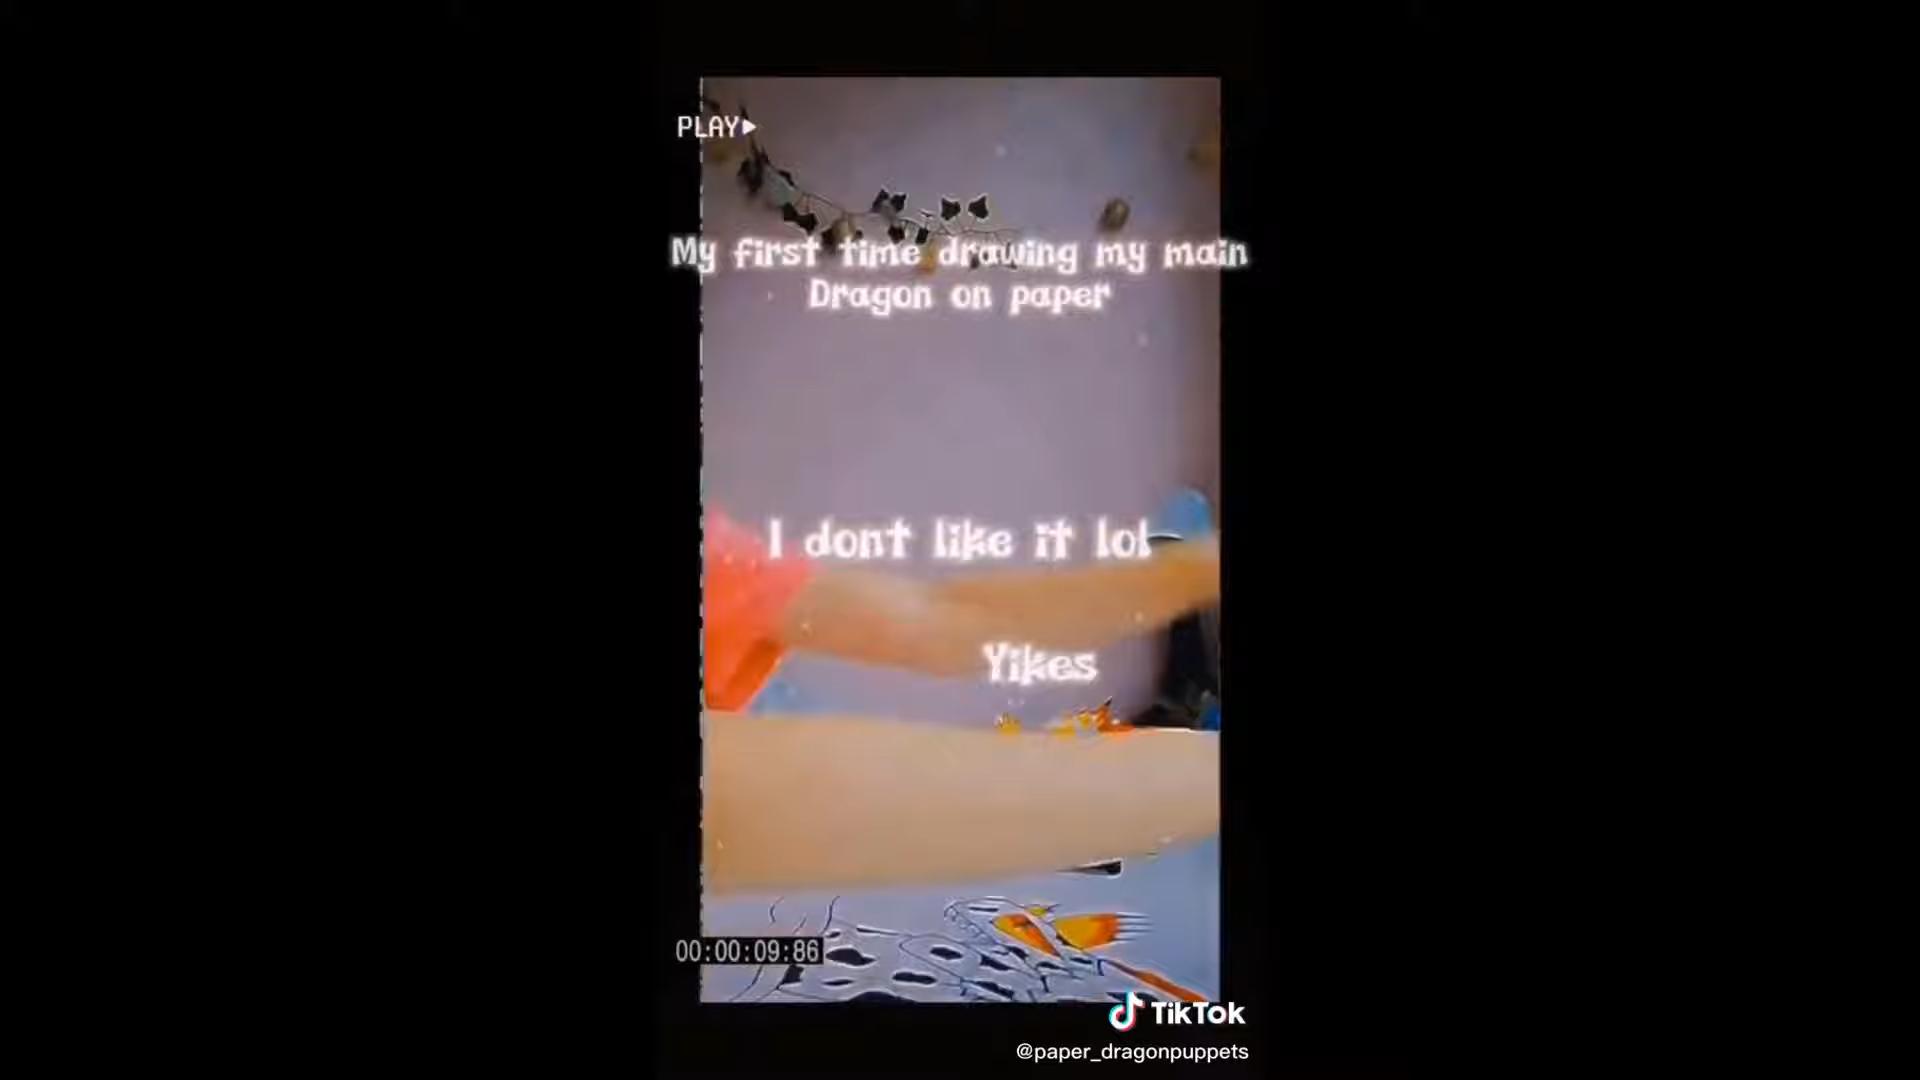 PLAY▶
My first time drawing my main
Dragon on paper
I dont like it lol
Yikes
00:00:09:86
TikTok
@paper_dragonpuppets